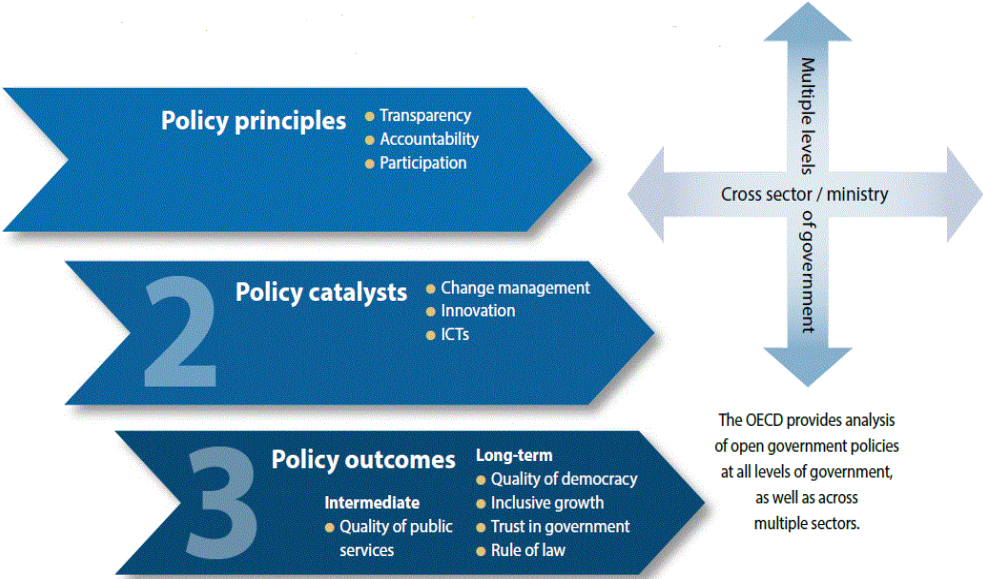 Policy principles
Transparency
Accountability
Participation
2
Policy catalysts
Change management
Innovation
ICTs
3
Policy outcomes
Intermediate
Quality of public
services
Long-term
Quality of democracy
Inclusive growth
Trust in government
Rule of law
Multiple levels of government
Cross sector / ministry
The OECD provides analysis
of open government policies
at all levels of government,
as well as across
multiple sectors.